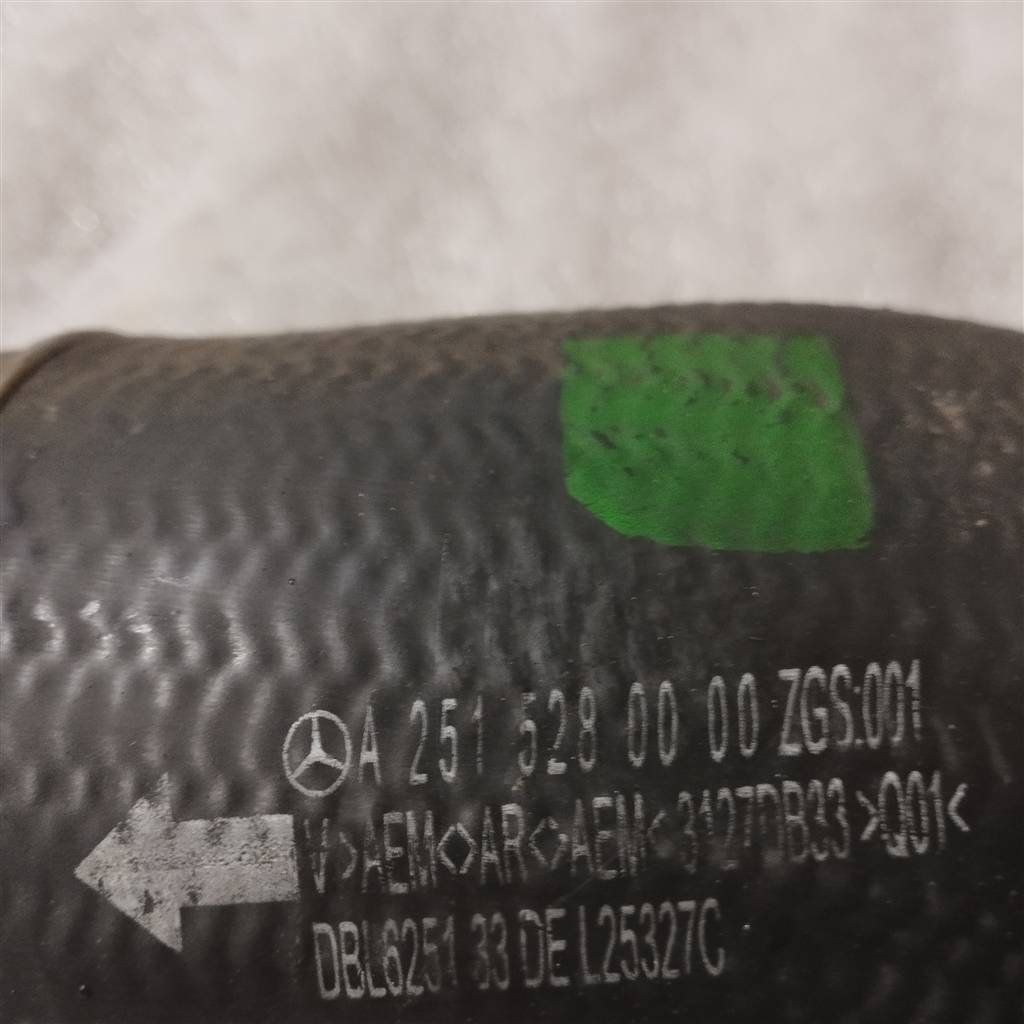 A 251 528 00 00 ZGS:001
V>AEM<>AR<>AEM< 3127DB33 >Q01<
DBL6251 33 DE L25327C